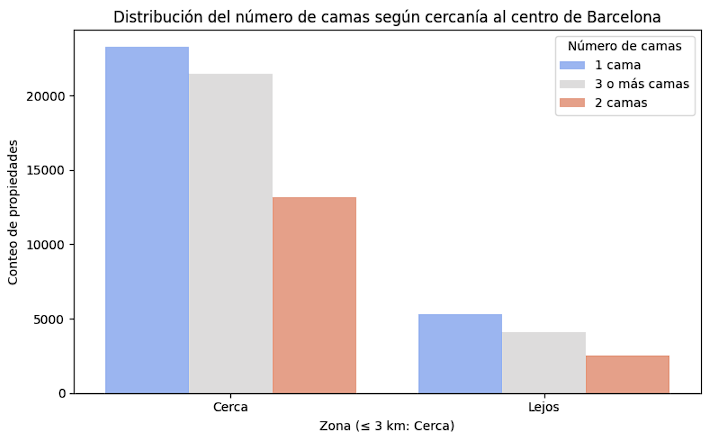 Distribución del número de camas según cercanía al centro de Barcelona
Número de camas
1 cama
3 o más camas
2 camas
Conteo de propiedades
20000
15000
10000
5000
0
Cerca
Lejos
Zona (≤ 3 km: Cerca)